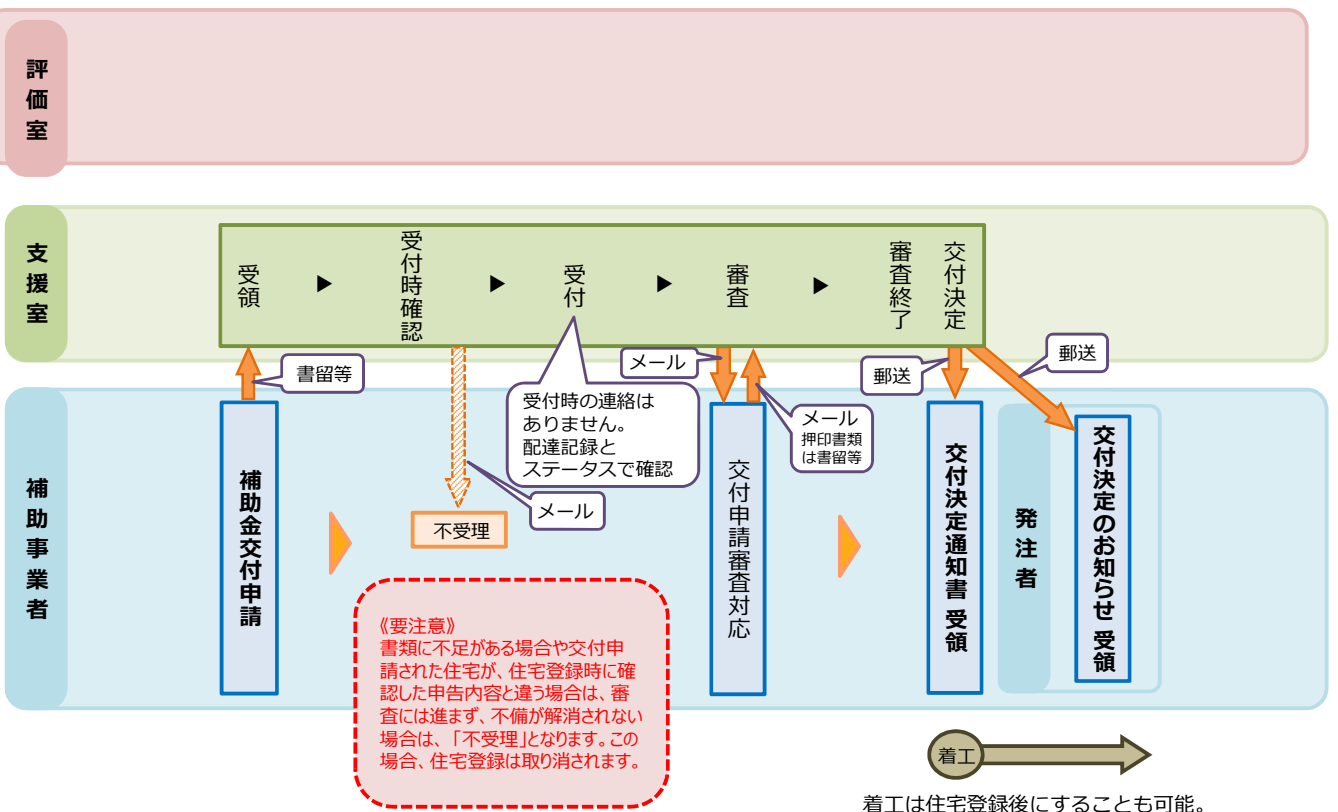 評価室
支援室
受領
▶
受付時確認
▶
受付
▶
審査
▶
審査終了
交付決定
書留等
メール
郵送
郵送
受付時の連絡は
ありません。
配達記録と
ステータスで確認
メール
押印書類
は書留等
メール
補助事業者
補助金交付申請
不受理
交付申請審査対応
交付決定通知書 受領
発注者
交付決定のお知らせ 受領
《要注意》
書類に不足がある場合や交付申
請された住宅が、住宅登録時に確
認した申告内容と違う場合は、審
査には進まず、不備が解消されない
場合は、「不受理」となります。この
場合、住宅登録は取り消されます。
着工
着工は住宅登録後にすることも可能。